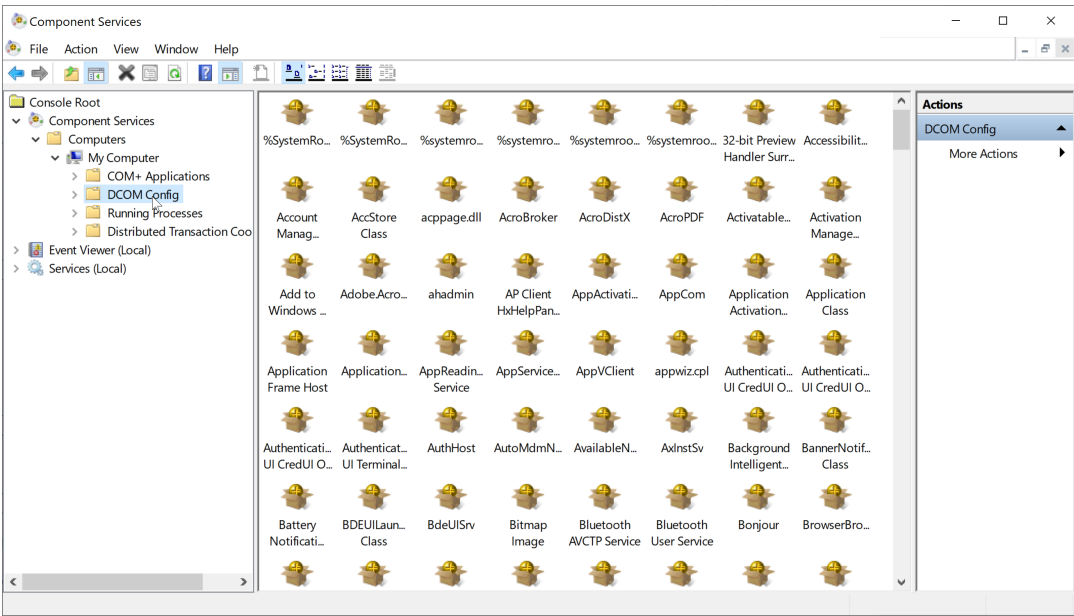 Component Services
File Action View Window Help
Console Root
Component Services
Computers
My Computer
COM+ Applications
DCOM Config
Running Processes
Distributed Transaction Coo
Event Viewer (Local)
Services (Local)
%SystemRo... %SystemRo... %systemro... %systemro... %systemroo... %systemroo... 32-bit Preview Accessibilit...
Handler Surr...
Account AccStore acppage.dll AcroBroker AcroDistX AcroPDF Activatable... Activation
Manag... Class Manage...
Add to Adobe.Acro... ahadmin AP Client AppActivati... AppCom Application Application
Windows ... HxHelpPan... Activation... Class
Application Application... AppReadin... AppService... AppVClient appwiz.cpl Authenticati... Authenticati...
Frame Host Service UI CredUI O... UI CredUI O...
Authenticati... Authenticat... AuthHost AutoMdmN... AvailableN... AxInstSv Background BannerNotif...
UI CredUI O... UI Terminal... Intelligent... Class
Battery BDEUILaun... BdeUISrv Bitmap Bluetooth Bluetooth Bonjour BrowserBro...
Notificati... Class Image AVCTP Service User Service
Actions
DCOM Config
More Actions